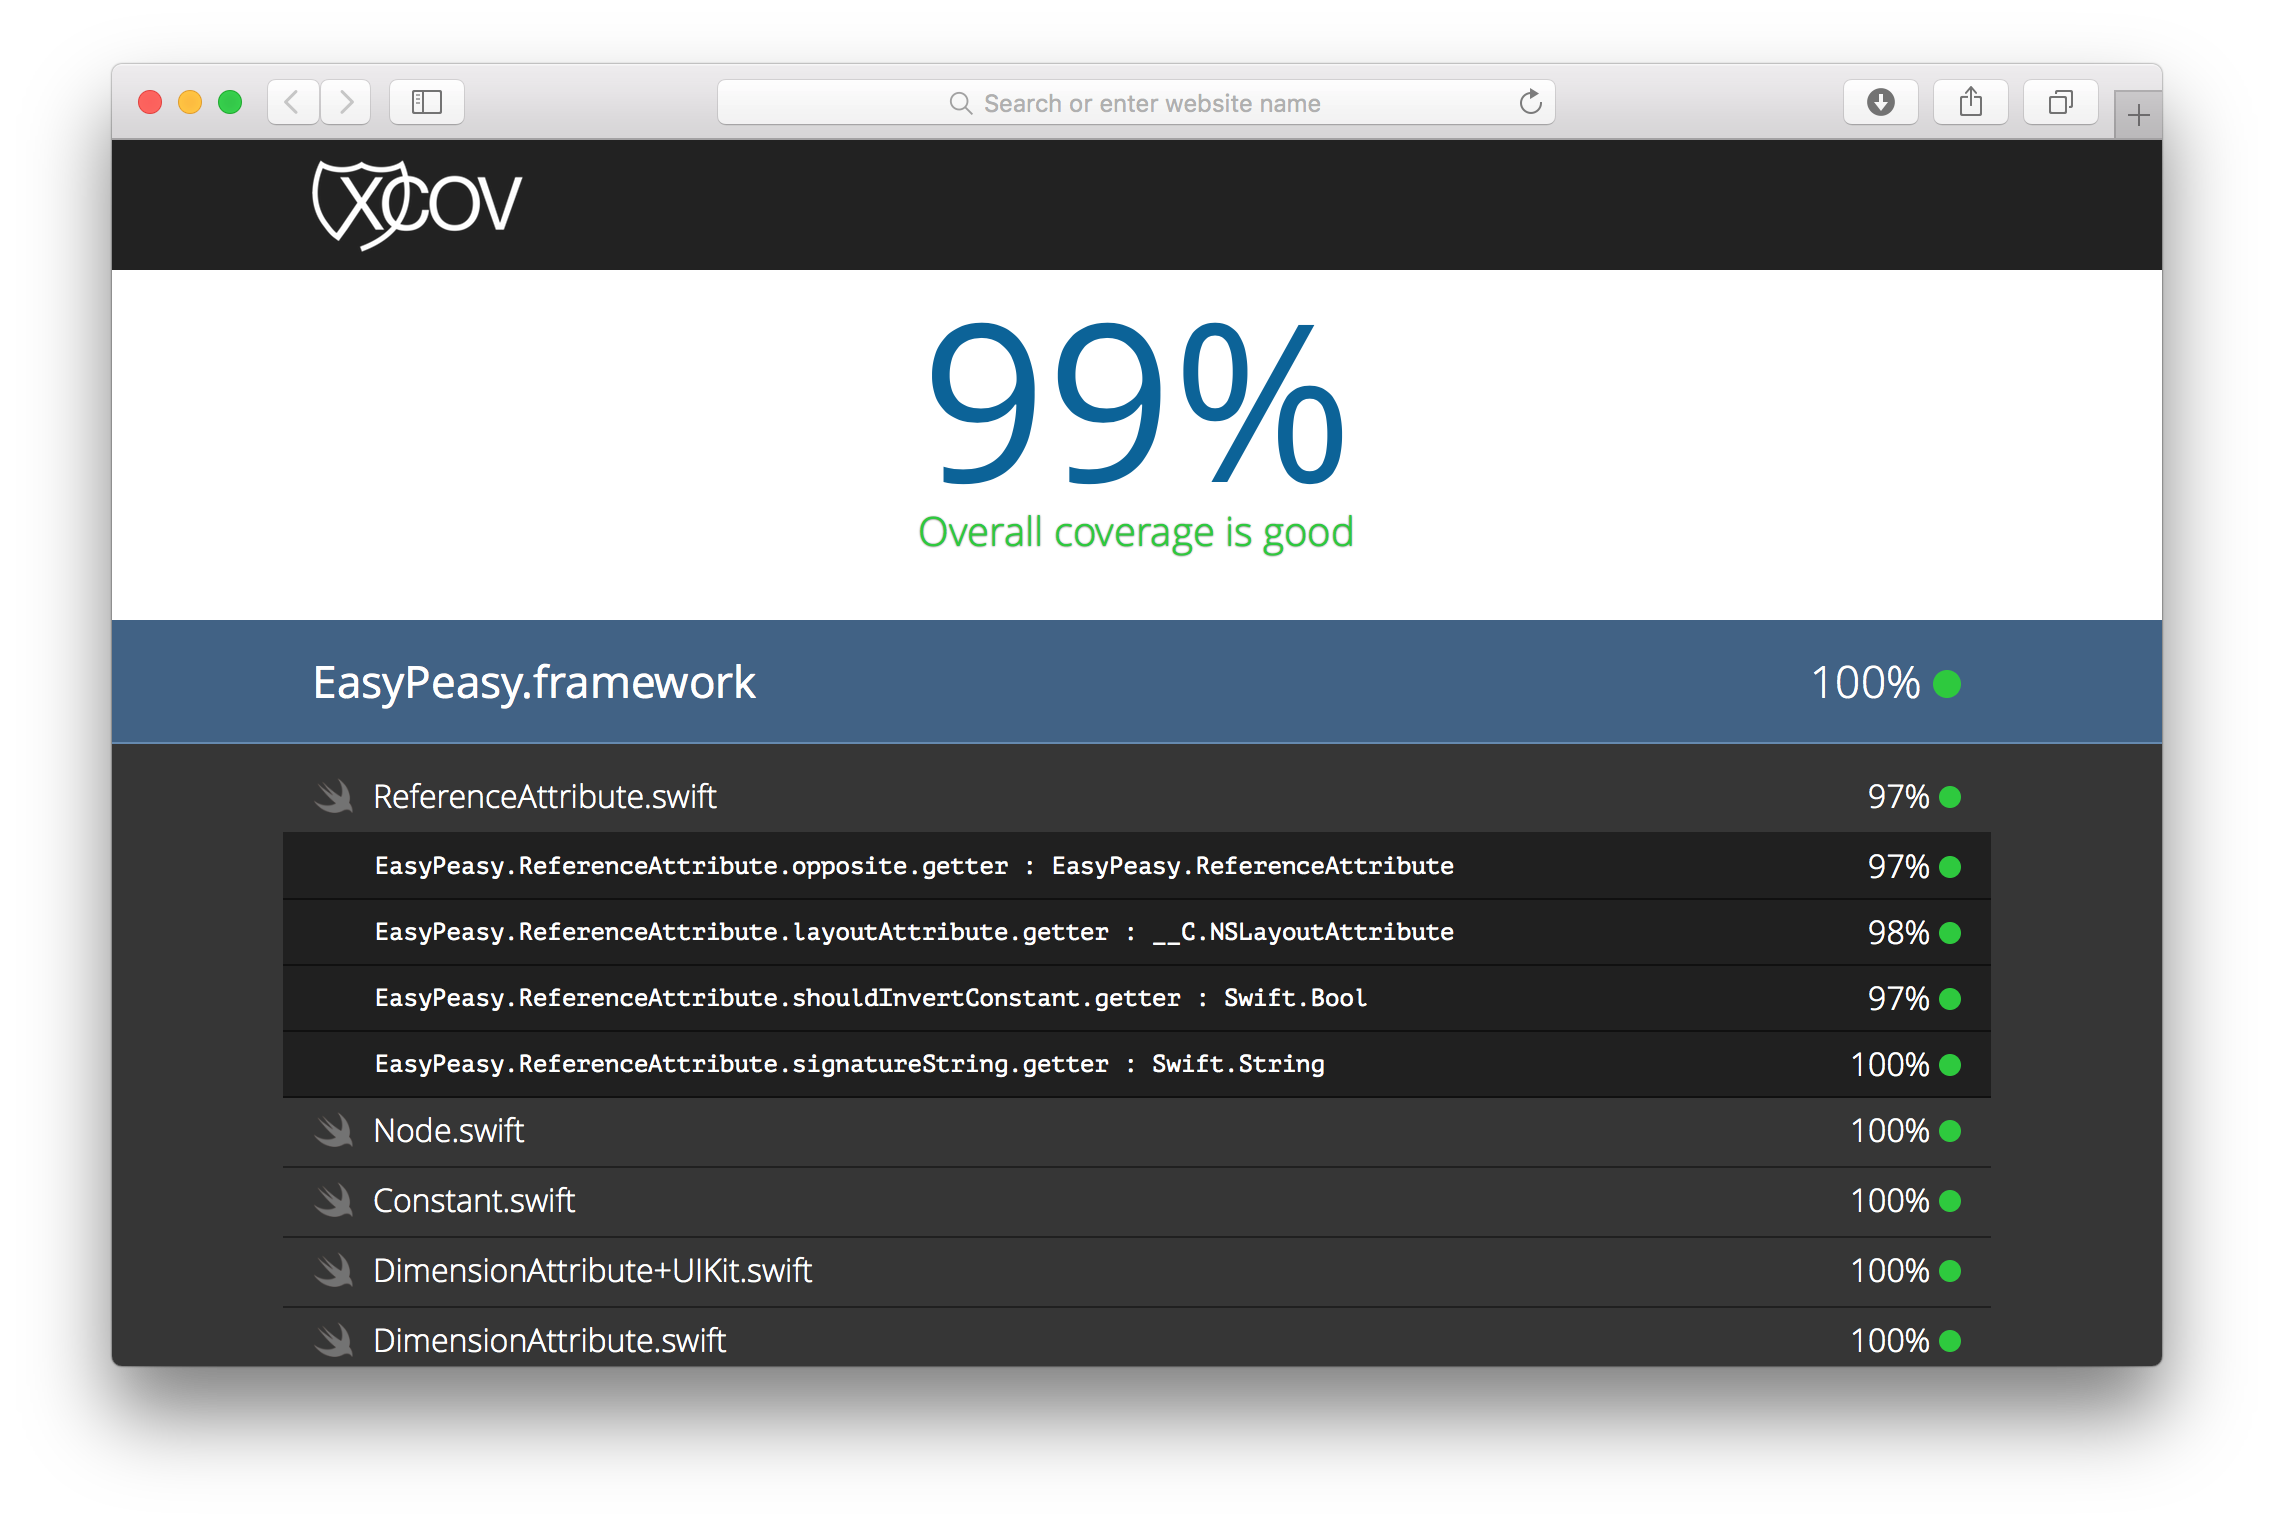 Search or enter website name
XCOV
99%
Overall coverage is good
EasyPeasy.framework 100%
ReferenceAttribute.swift 97%
EasyPeasy.ReferenceAttribute.opposite.getter : EasyPeasy.ReferenceAttribute 97%
EasyPeasy.ReferenceAttribute.layoutAttribute.getter : __C.NSLayoutAttribute 98%
EasyPeasy.ReferenceAttribute.shouldInvertConstant.getter : Swift.Bool 97%
EasyPeasy.ReferenceAttribute.signatureString.getter : Swift.String 100%
Node.swift 100%
Constant.swift 100%
DimensionAttribute+UIKit.swift 100%
DimensionAttribute.swift 100%